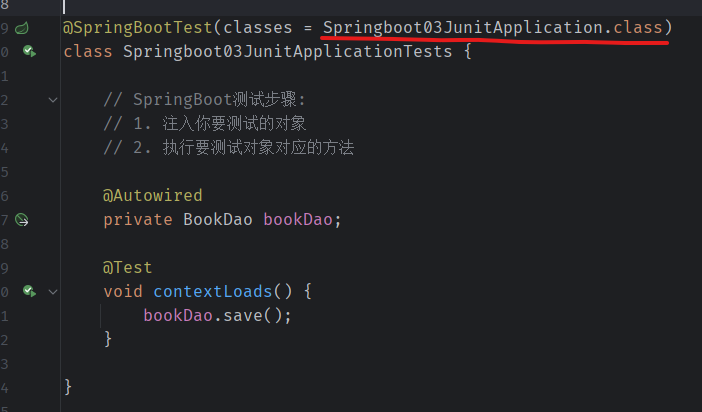 8
9 @SpringBootTest(classes = Springboot03JunitApplication.class)
0 class Springboot03JunitApplicationTests {
1
2 // SpringBoot测试步骤:
3 // 1. 注入你要测试的对象
4 // 2. 执行要测试对象对应的方法
5
6 @Autowired
7 private BookDao bookDao;
8
9 @Test
0 void contextLoads() {
1 bookDao.save();
2 }
3
4 }
5